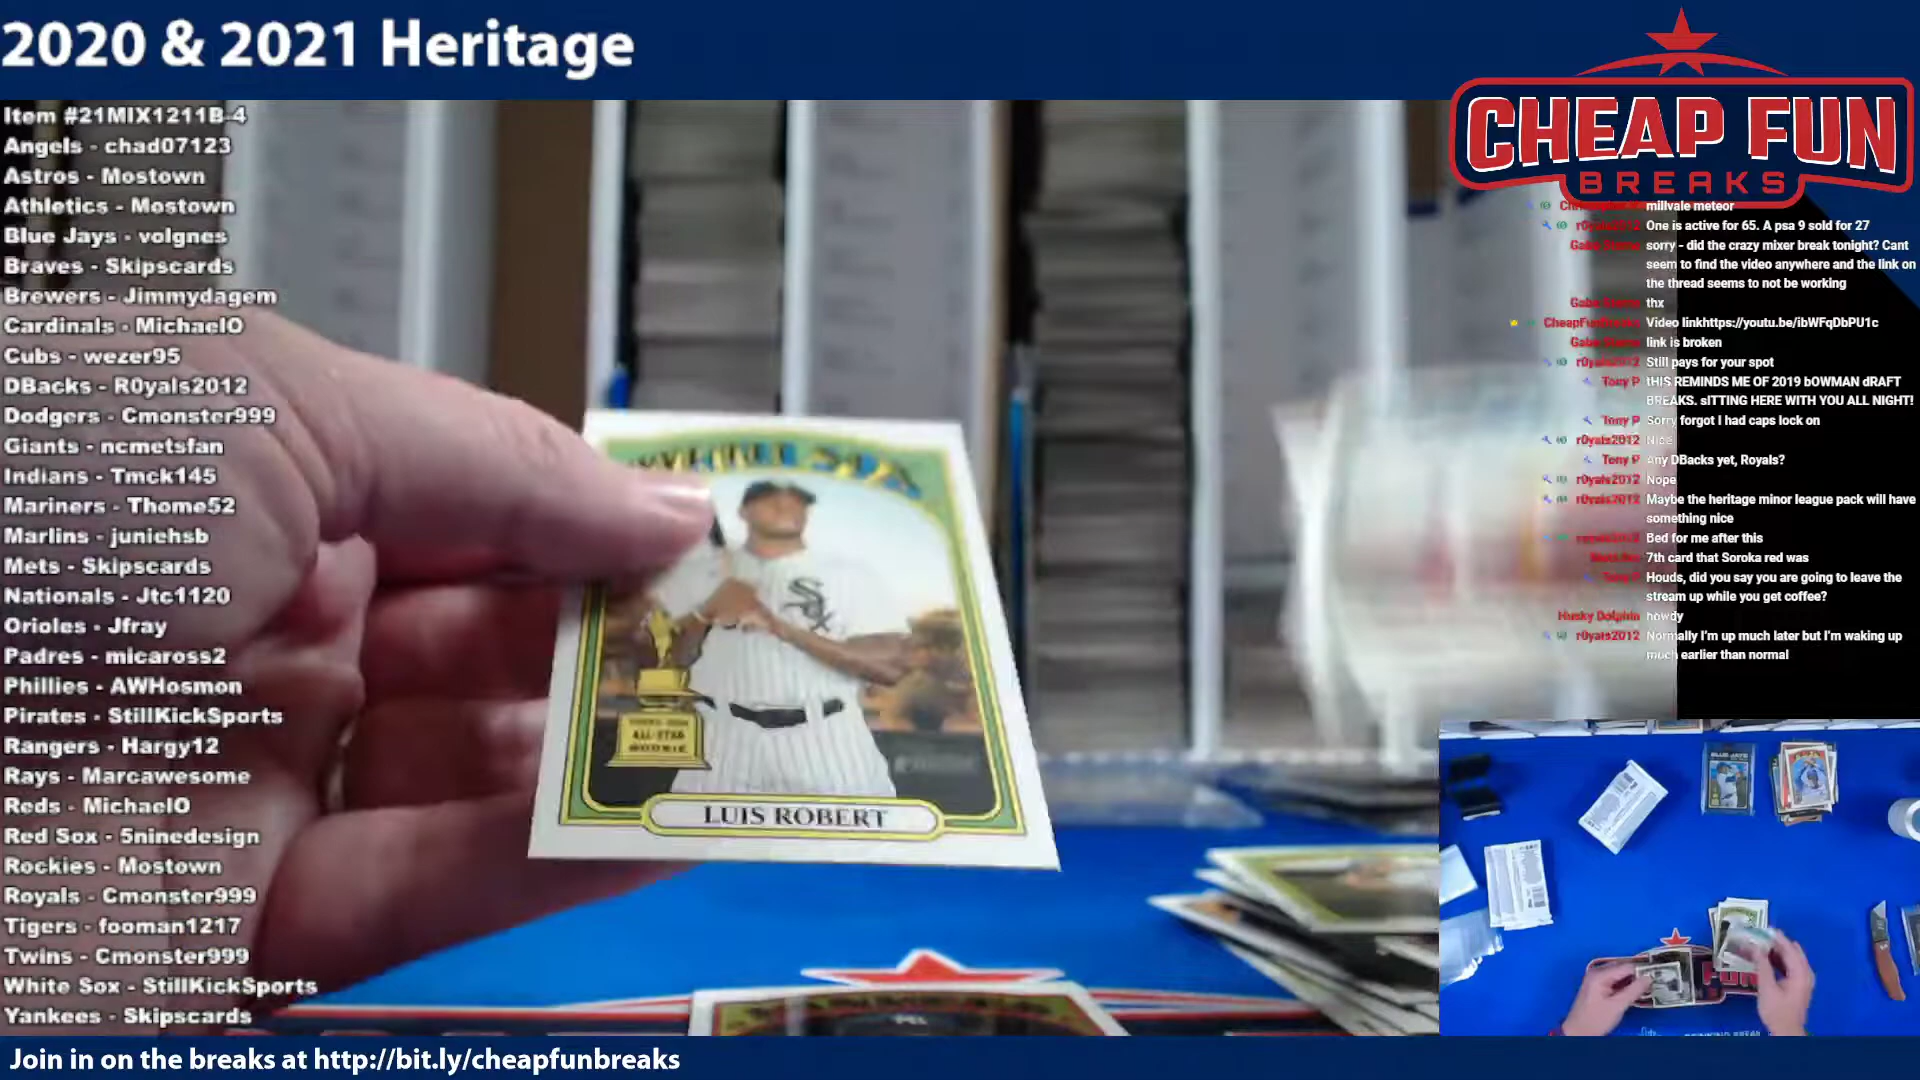 2020 & 2021 Heritage
CHEAP FUN
BREAKS
Item #21MIX1211B-4
Angels - chad07123
Astros - Mostown
Athletics - Mostown
Blue Jays - volgnes
Braves - Skipscards
Brewers - Jimmydagem
Cardinals - MichaelO
Cubs - wezer95
DBacks - R0yals2012
Dodgers - Cmonster999
Giants - ncmetsfan
Indians - Tmck145
Mariners - Thome52
Marlins - juniehsb
Mets - Skipscards
Nationals - Jtc1120
Orioles - Jfray
Padres - micaross2
Phillies - AWHosmon
Pirates - StillKickSports
Rangers - Hargy12
Rays - Marcawesome
Reds - MichaelO
Red Sox - 5ninedesign
Rockies - Mostown
Royals - Cmonster999
Tigers - fooman1217
Twins - Cmonster999
White Sox - StillKickSports
Yankees - Skipscards
WHITE SOX
SOX
ALL-STAR
ROOKIE
LUIS ROBERT
millvale meteor
r0yals2012 One is active for 65. A psa 9 sold for 27
sorry - did the crazy mixer break tonight? Cant
seem to find the video anywhere and the link on
the thread seems to not be working
thx
CheapFunBreaks Video linkhttps://youtu.be/ibWFqDbPU1c
link is broken
r0yals2012 Still pays for your spot
Tony P tHIS REMINDS ME OF 2019 bOWMAN dRAFT
BREAKS. sITTING HERE WITH YOU ALL NIGHT!
Tony P Sorry forgot I had caps lock on
r0yals2012 Nice
Tony P Any DBacks yet, Royals?
r0yals2012 Nope
r0yals2012 Maybe the heritage minor league pack will have
something nice
Bed for me after this
7th card that Soroka red was
Tony P Houds, did you say you are going to leave the
stream up while you get coffee?
Husky Dolphin howdy
r0yals2012 Normally I'm up much later but I'm waking up
much earlier than normal
BLUE JAYS
FUN
Join in on the breaks at http://bit.ly/cheapfunbreaks